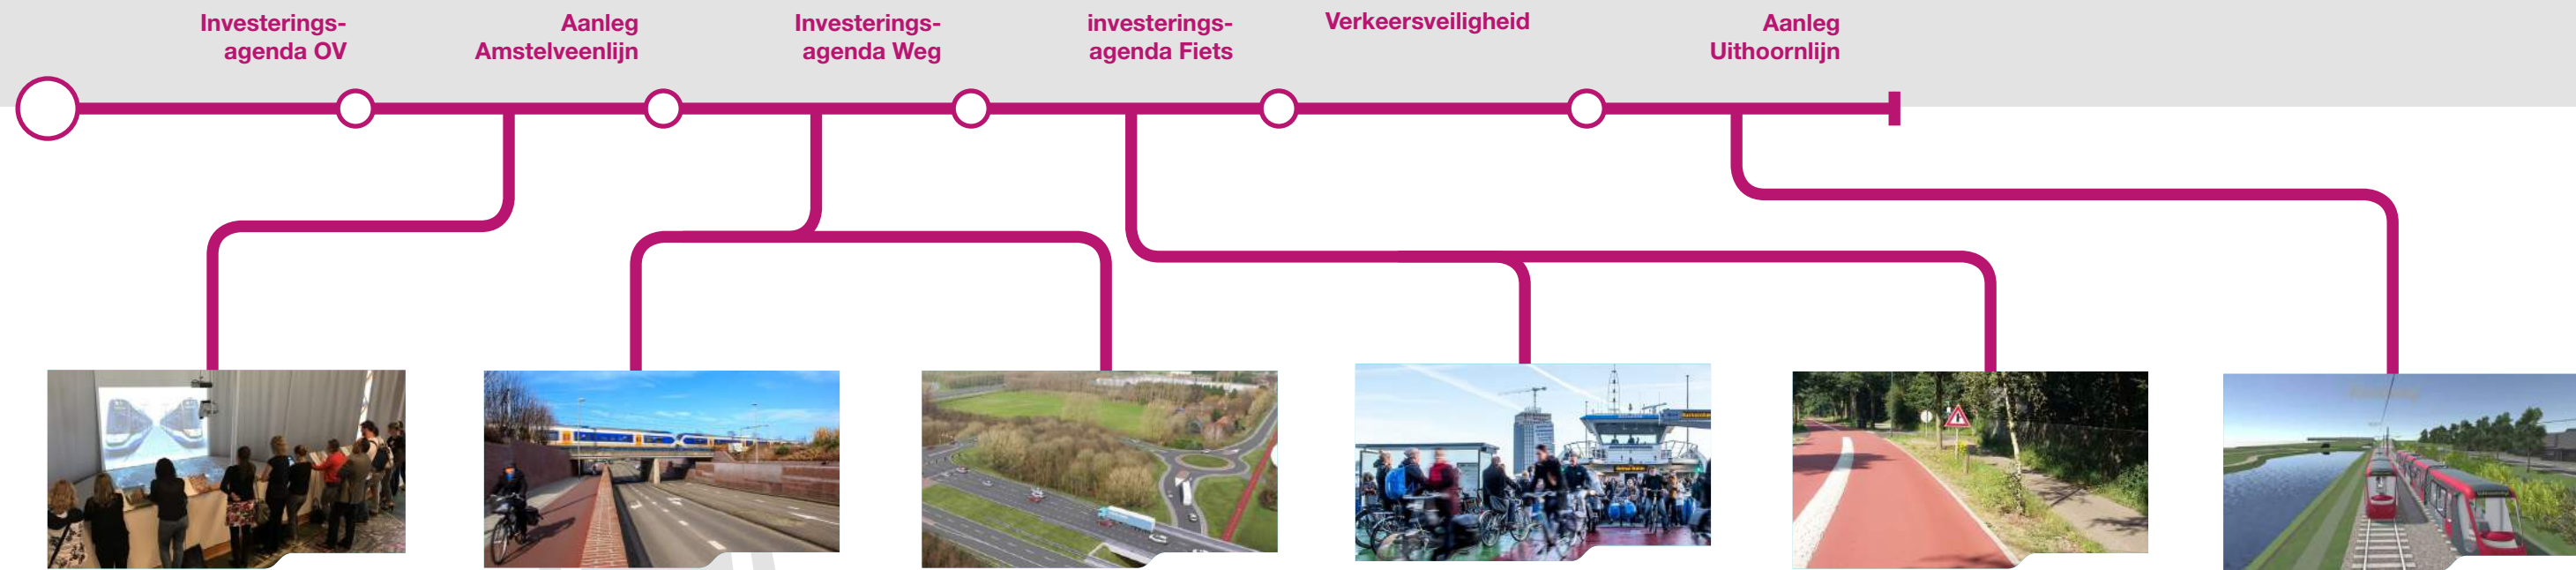 Investerings-
agenda OV
Aanleg
Amstelveenlijn
Investerings-
agenda Weg
investerings-
agenda Fiets
Verkeersveiligheid
Aanleg
Uithoornlijn